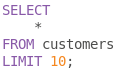 SELECT
    *
FROM customers
LIMIT 10;